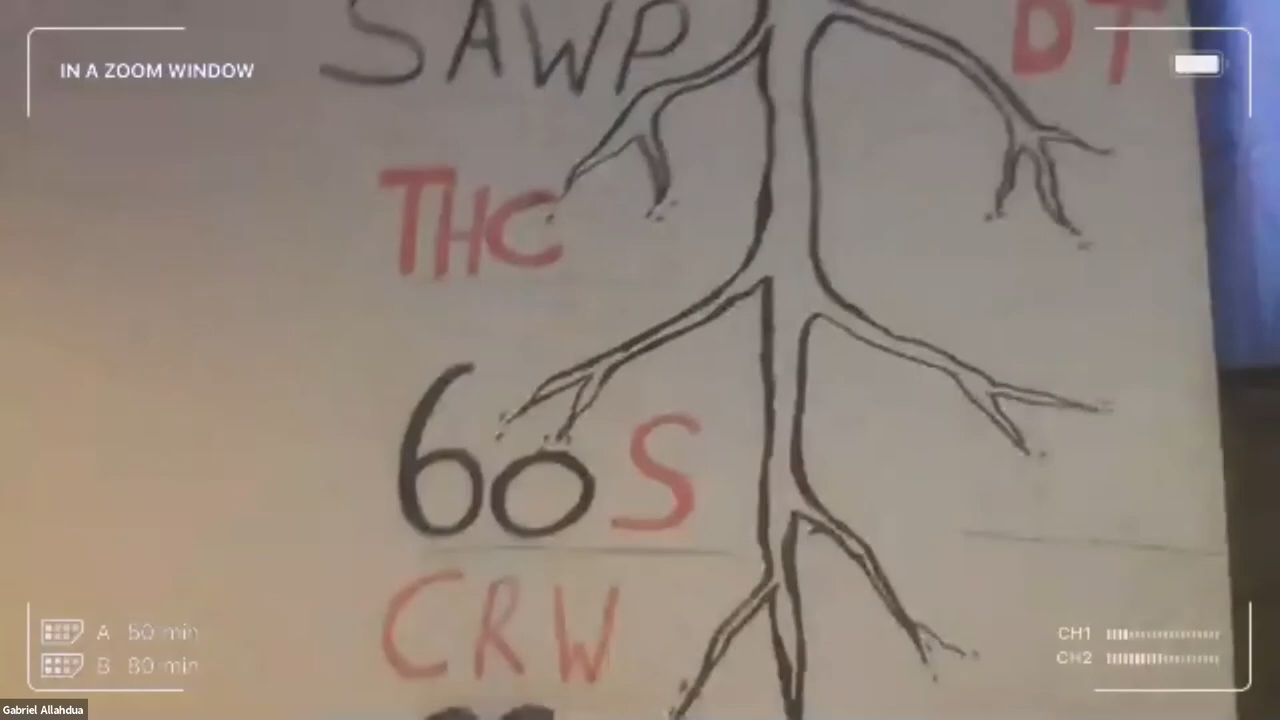 SAWP
DT
IN A ZOOM WINDOW
THC
60S
CRW
A 50 min
B 80 min
CH1
CH2
Gabriel Allahdua